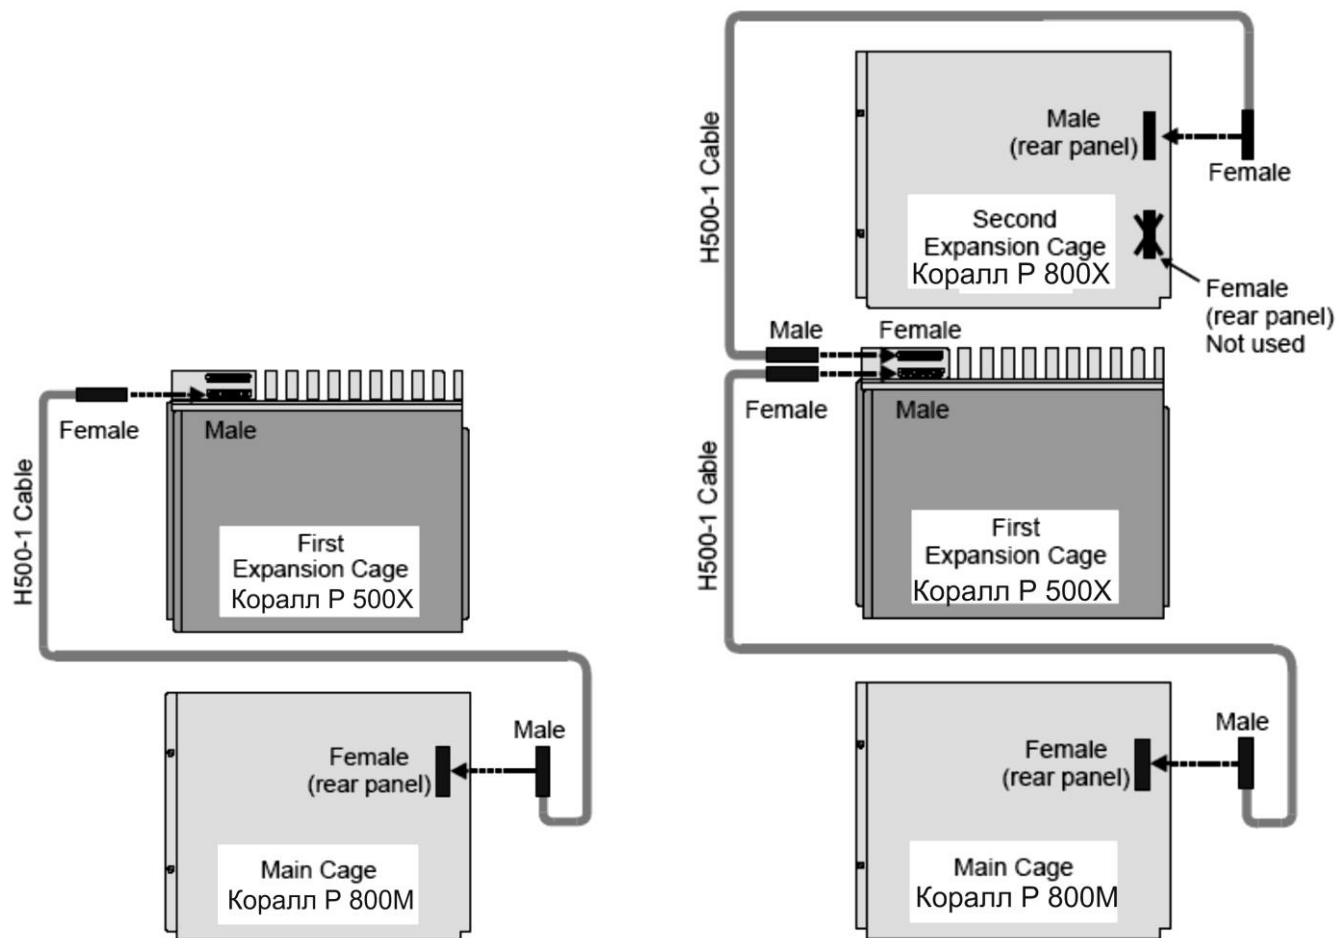 H500-1 Cable
Female
Male
First
Expansion Cage
Коралл P 500X
Female
(rear panel)
Male
Main Cage
Коралл P 800M
H500-1 Cable
Male
(rear panel)
Female
Second
Expansion Cage
Коралл P 800X
Female
(rear panel)
Not used
Male
Female
Female
Male
H500-1 Cable
First
Expansion Cage
Коралл P 500X
Female
(rear panel)
Male
Main Cage
Коралл P 800M